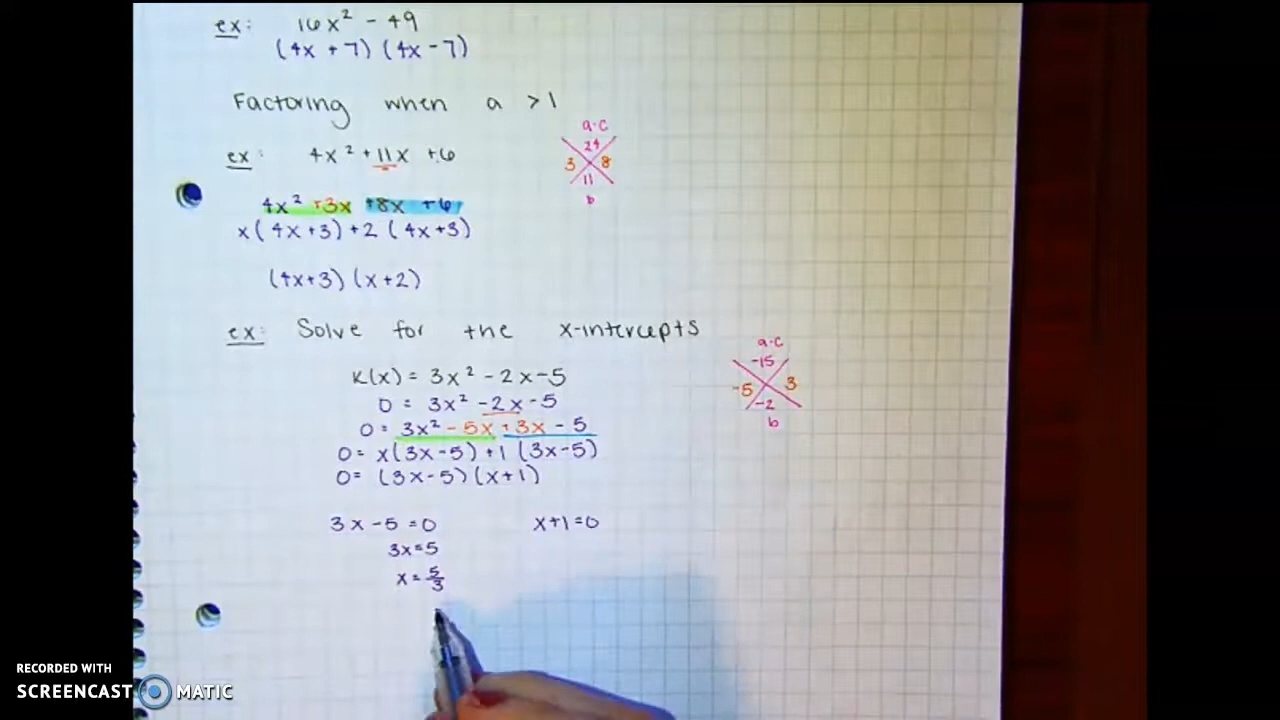 ex: 16x² - 49
(4x + 7) (4x - 7)
Factoring when a > 1
a·c
24
3 8
11
b
ex: 4x² + 11x + 6
4x² + 3x + 8x + 6
x(4x+3) + 2(4x+3)
(4x+3)(x+2)
ex: Solve for the x-intercepts
a·c
-15
-5 3
-2
b
K(x) = 3x² - 2x - 5
0 = 3x² - 2x - 5
0 = 3x² - 5x + 3x - 5
0 = x(3x-5) + 1(3x-5)
0 = (3x-5)(x+1)
3x - 5 = 0 x+1=0
3x = 5
x = 5/3
RECORDED WITH
SCREENCAST MATIC